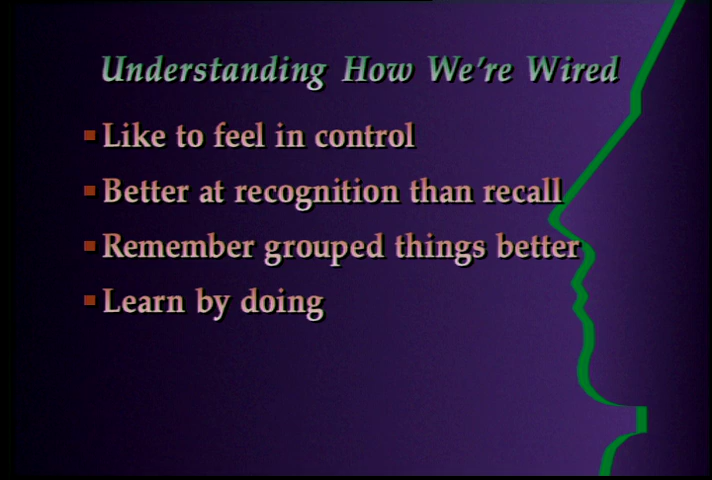 Understanding How We're Wired
Like to feel in control
Better at recognition than recall
Remember grouped things better
Learn by doing